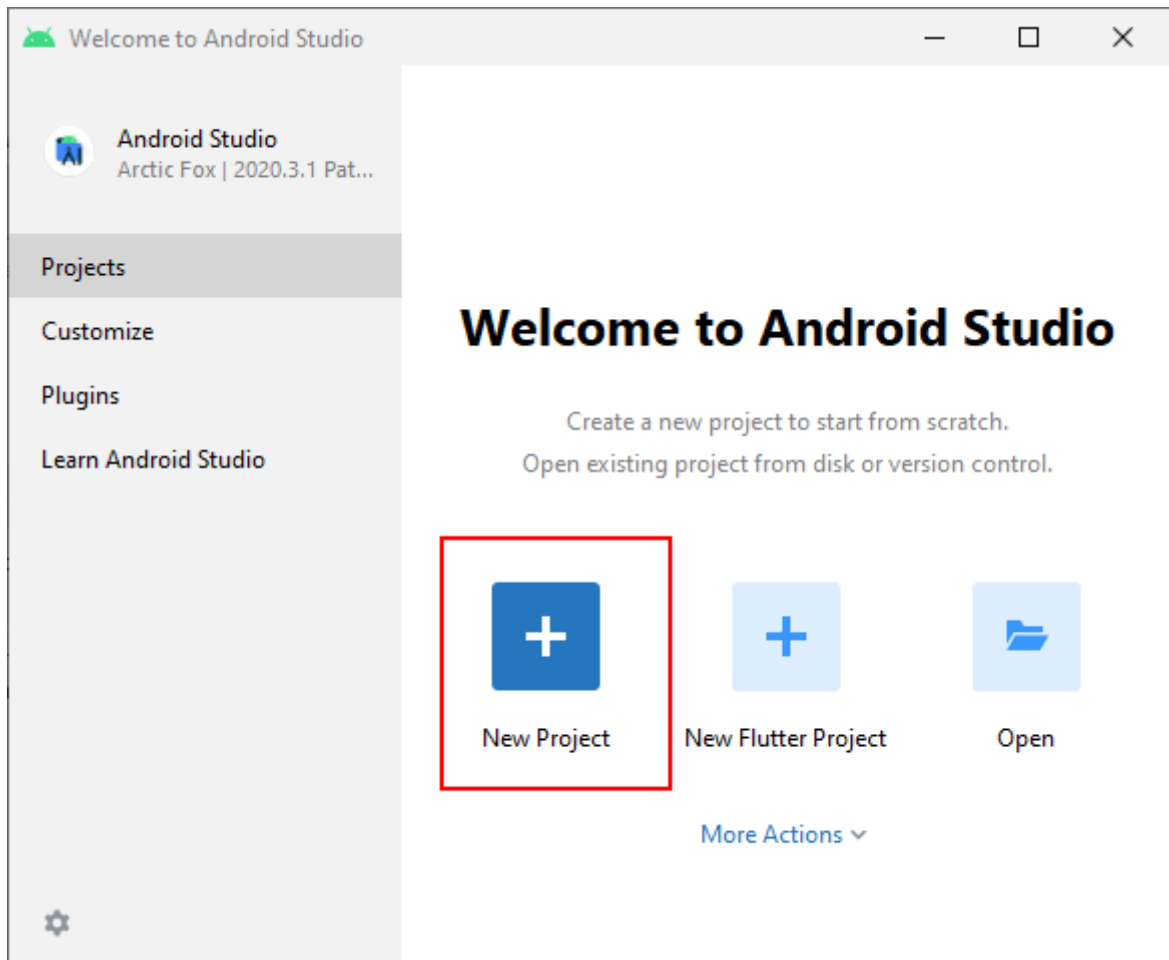 Welcome to Android Studio
Android Studio
Arctic Fox | 2020.3.1 Pat...
Projects
Customize
Plugins
Learn Android Studio
Welcome to Android Studio
Create a new project to start from scratch.
Open existing project from disk or version control.
New Project
New Flutter Project
Open
More Actions